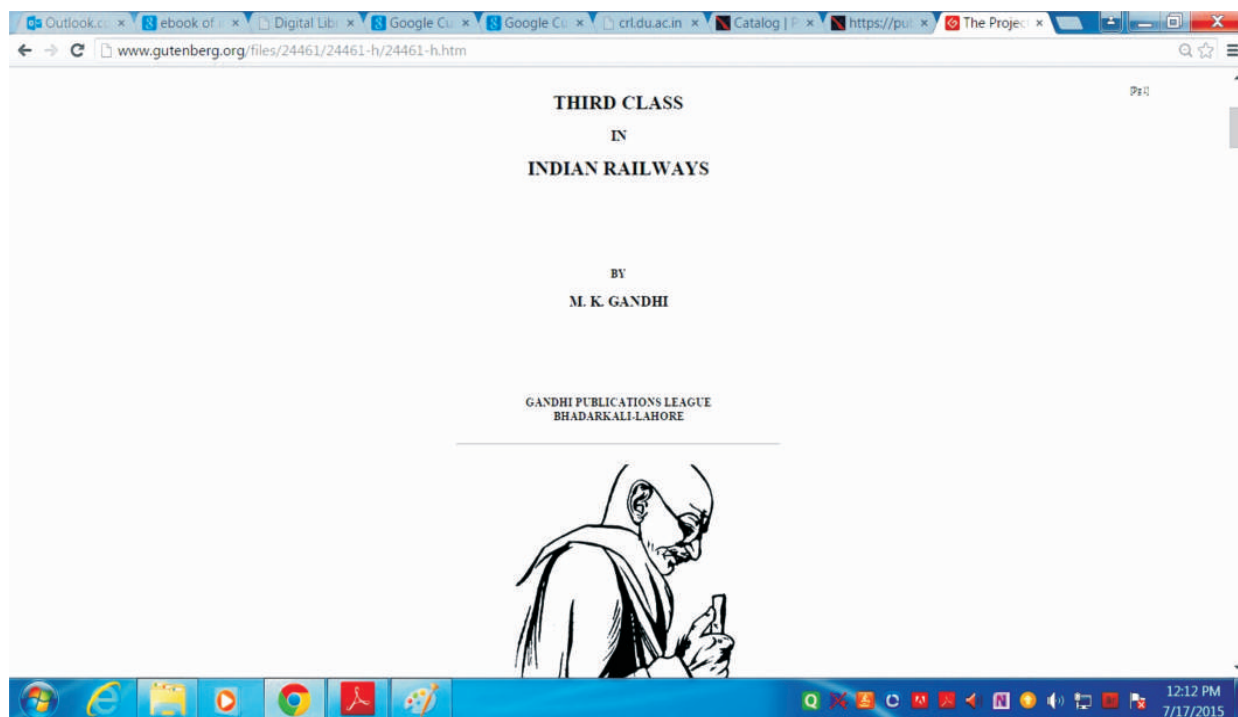 Outlook.co
ebook of
Digital Libr
Google Cu
Google Cu
crl.du.ac.in
Catalog | P
https://pul
The Projec
www.gutenberg.org/files/24461/24461-h/24461-h.htm
THIRD CLASS
IN
INDIAN RAILWAYS
BY
M. K. GANDHI
GANDHI PUBLICATIONS LEAGUE
BHADARKALI-LAHORE
12:12 PM
7/17/2015